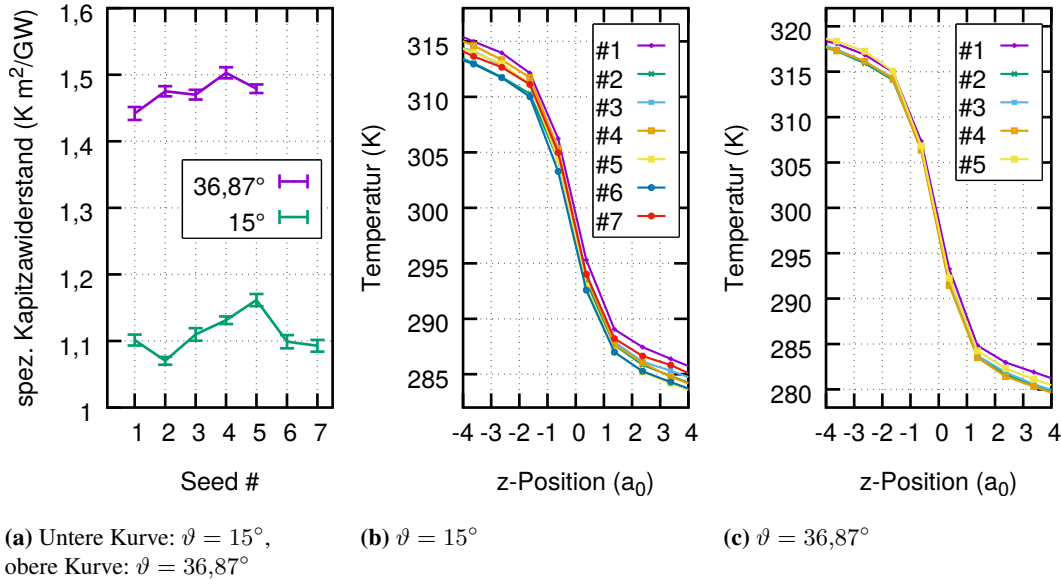 spez. Kapitzawiderstand (K m²/GW)
1,6
1,5
1,4
1,3
1,2
1,1
1
36,87°
15°
1 2 3 4 5 6 7
Seed #
Temperatur (K)
315
310
305
300
295
290
285
#1
#2
#3
#4
#5
#6
#7
-4 -3 -2 -1 0 1 2 3 4
z-Position (a₀)
Temperatur (K)
320
315
310
305
300
295
290
285
280
#1
#2
#3
#4
#5
-4 -3 -2 -1 0 1 2 3 4
z-Position (a₀)
(a) Untere Kurve: ϑ = 15°,
obere Kurve: ϑ = 36,87°
(b) ϑ = 15°
(c) ϑ = 36,87°